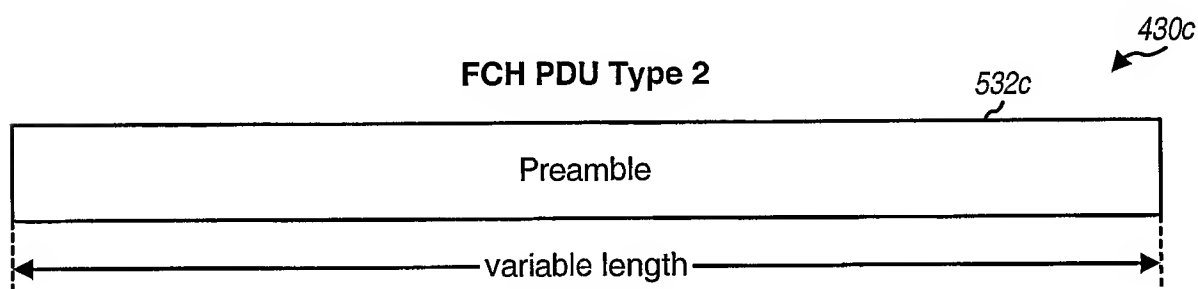 430c
FCH PDU Type 2
532c
Preamble
variable length